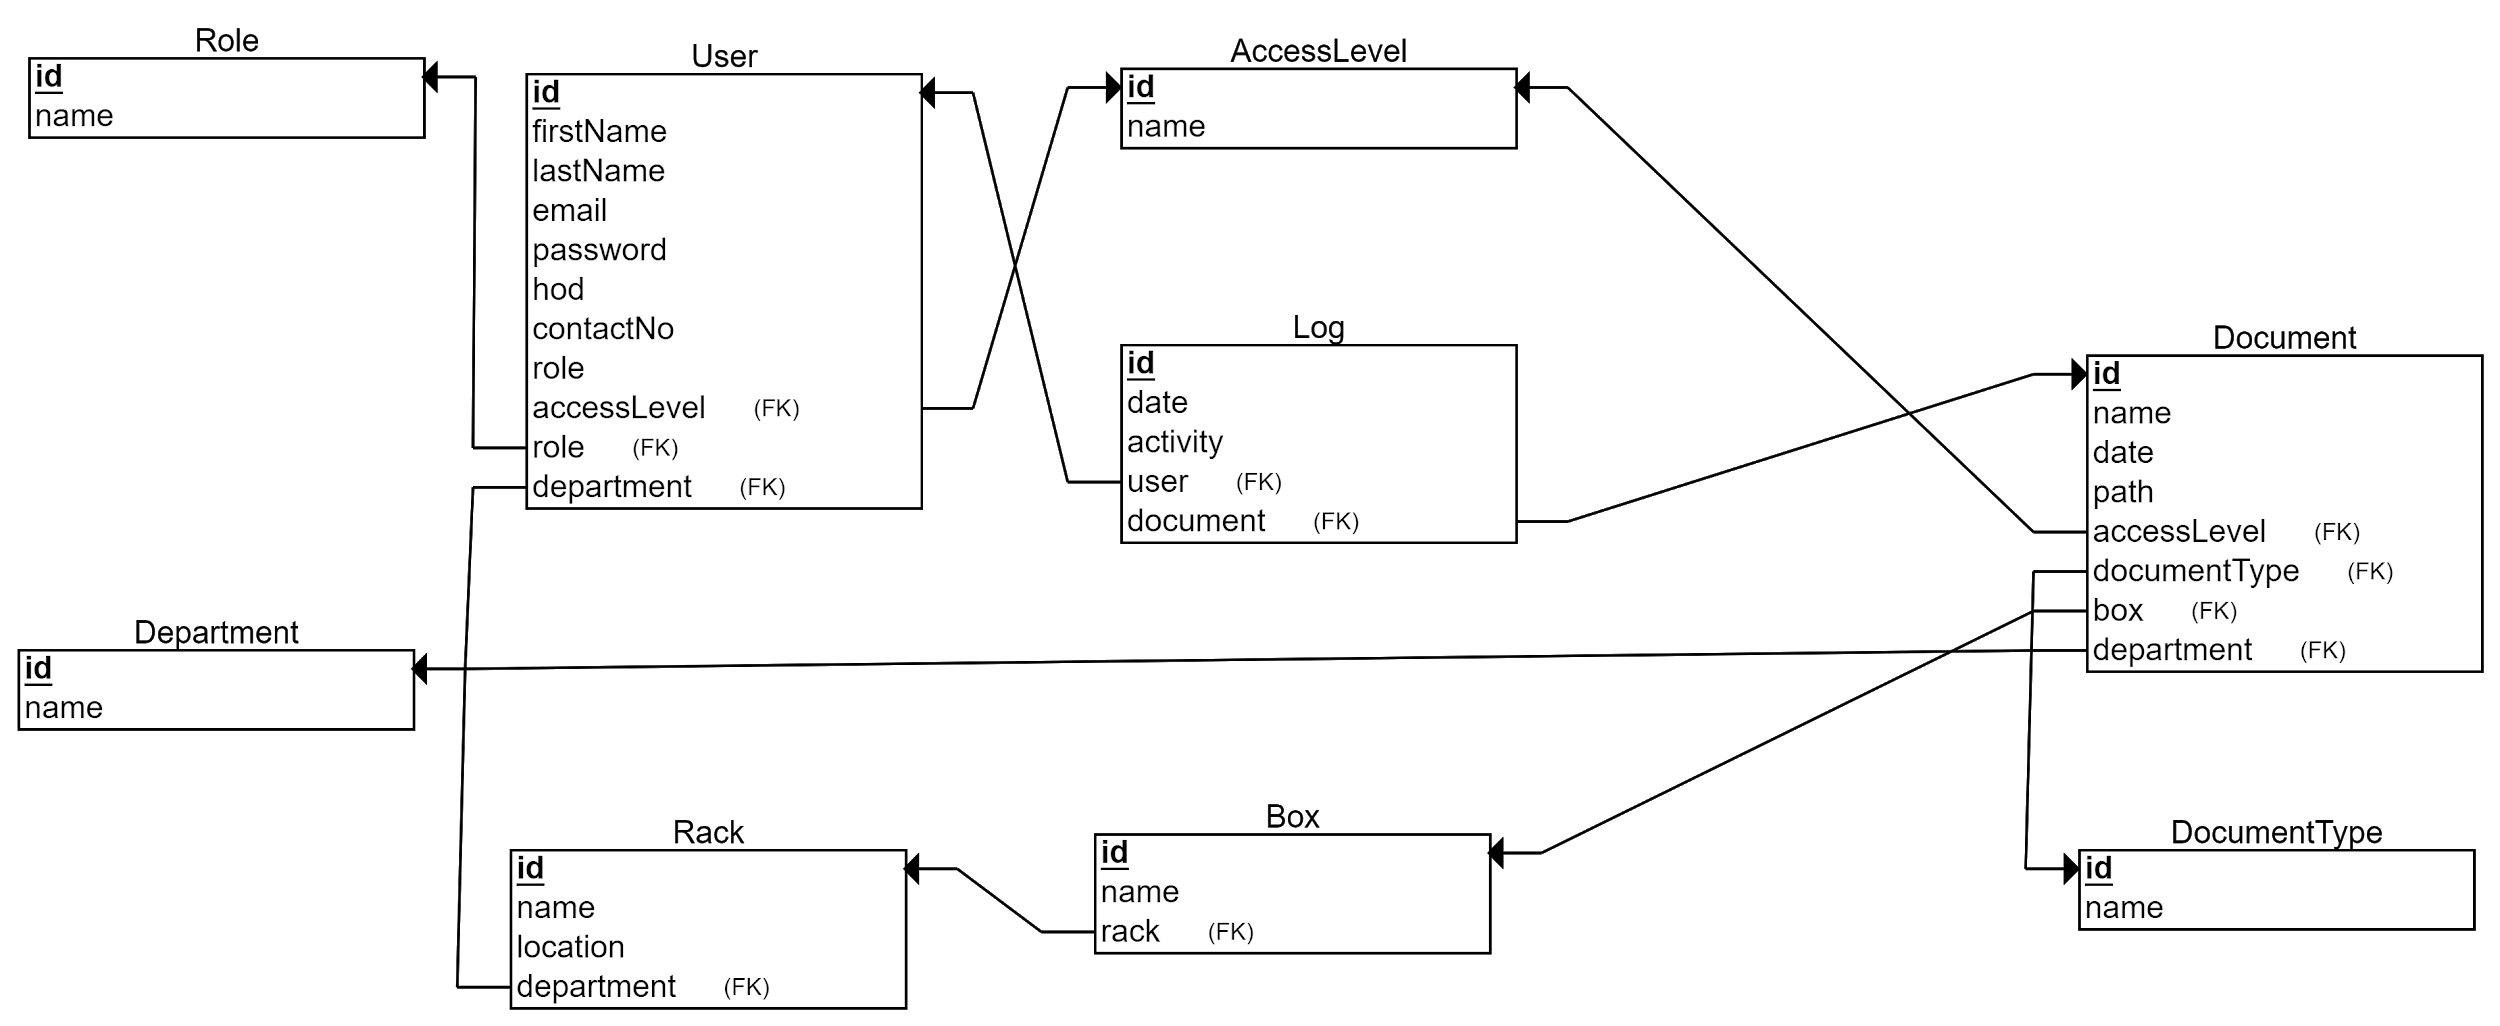 Role
id
name
User
id
firstName
lastName
email
password
hod
contactNo
role
accessLevel (FK)
role (FK)
department (FK)
AccessLevel
id
name
Log
id
date
activity
user (FK)
document (FK)
Document
id
name
date
path
accessLevel (FK)
documentType (FK)
box (FK)
department (FK)
Department
id
name
Rack
id
name
location
department (FK)
Box
id
name
rack (FK)
DocumentType
id
name